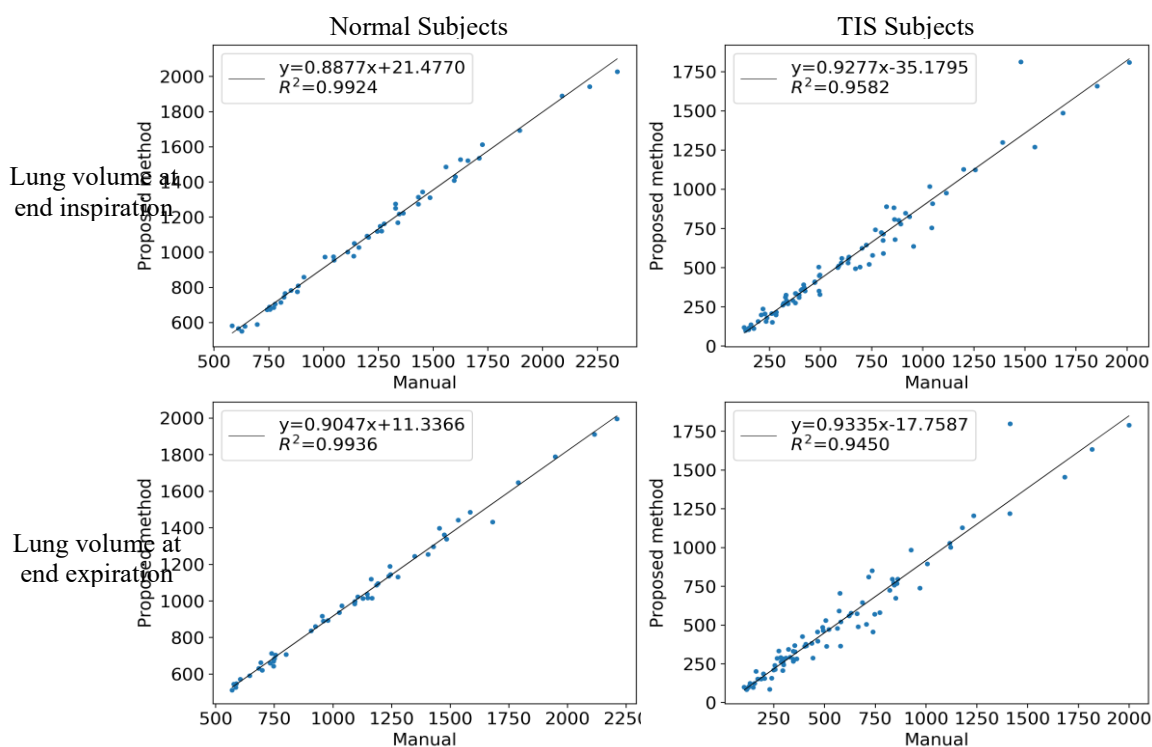 Normal Subjects
TIS Subjects
Lung volume at
end inspiration
Proposed method
2000
1800
1600
1400
1200
1000
800
600
y=0.8877x+21.4770
R²=0.9924
500 750 1000 1250 1500 1750 2000 2250
Manual
Proposed method
1750
1500
1250
1000
750
500
250
0
y=0.9277x-35.1795
R²=0.9582
250 500 750 1000 1250 1500 1750 2000
Manual
Lung volume at
end expiration
Proposed method
2000
1800
1600
1400
1200
1000
800
600
y=0.9047x+11.3366
R²=0.9936
500 750 1000 1250 1500 1750 2000 225
Manual
Proposed method
1750
1500
1250
1000
750
500
250
0
y=0.9335x-17.7587
R²=0.9450
250 500 750 1000 1250 1500 1750 2000
Manual